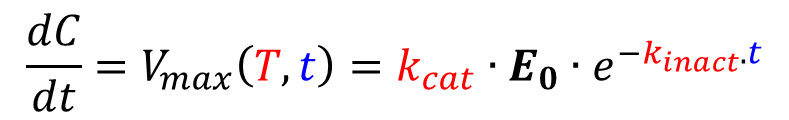 dC/dt = V_max(T, t) = k_cat · E_0 · e^{-k_inact.t}